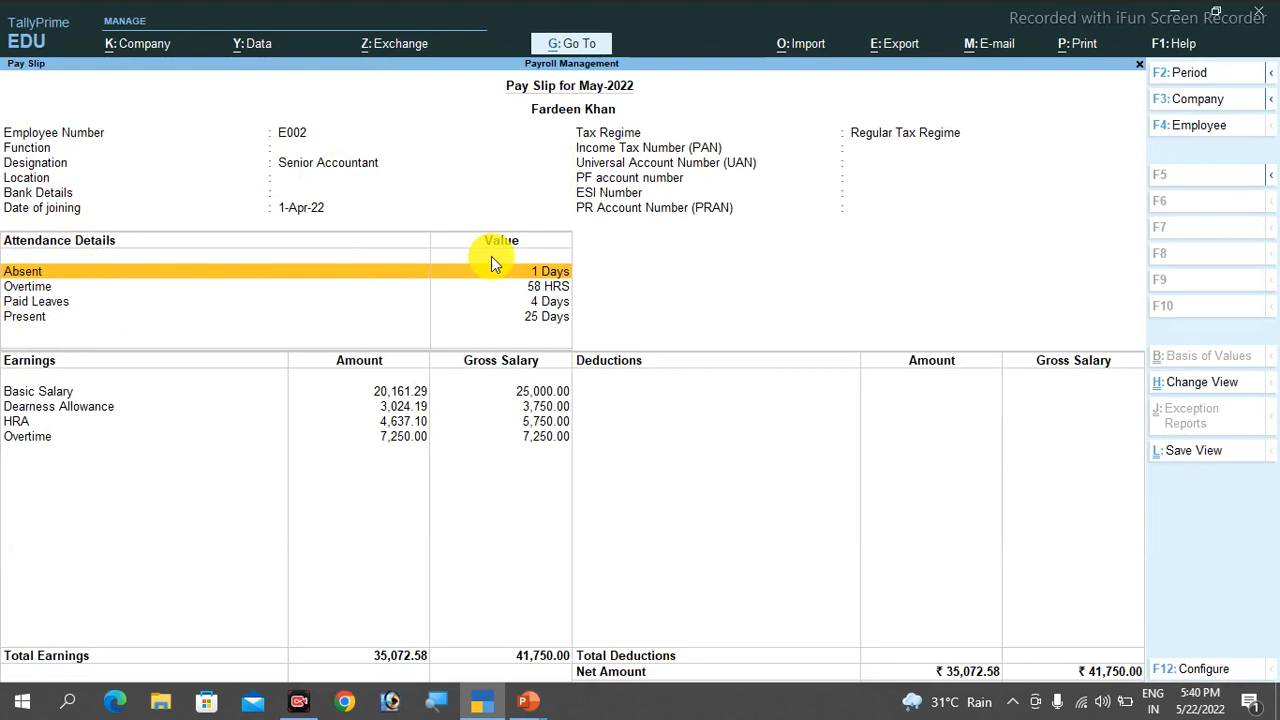 Recorded with iFun Screen Recorder
TallyPrime
EDU
MANAGE
K: Company
Y: Data
Z: Exchange
G: Go To
O: Import
E: Export
M: E-mail
P: Print
F1: Help
Pay Slip
Payroll Management
×
Pay Slip for May-2022
Fardeen Khan
Employee Number : E002
Function :
Designation : Senior Accountant
Location :
Bank Details :
Date of joining : 1-Apr-22
Tax Regime : Regular Tax Regime
Income Tax Number (PAN) :
Universal Account Number (UAN) :
PF account number :
ESI Number :
PR Account Number (PRAN) :
Attendance Details Value
Absent 1 Days
Overtime 58 HRS
Paid Leaves 4 Days
Present 25 Days
Earnings Amount Gross Salary Deductions Amount Gross Salary
Basic Salary 20,161.29 25,000.00
Dearness Allowance 3,024.19 3,750.00
HRA 4,637.10 5,750.00
Overtime 7,250.00 7,250.00
Total Earnings 35,072.58 41,750.00 Total Deductions
Net Amount ₹ 35,072.58 ₹ 41,750.00
F2: Period
F3: Company
F4: Employee
F5
F6
F7
F8
F9
F10
B: Basis of Values
H: Change View
J: Exception
Reports
L: Save View
F12: Configure
31°C Rain
ENG
IN
5:40 PM
5/22/2022
1